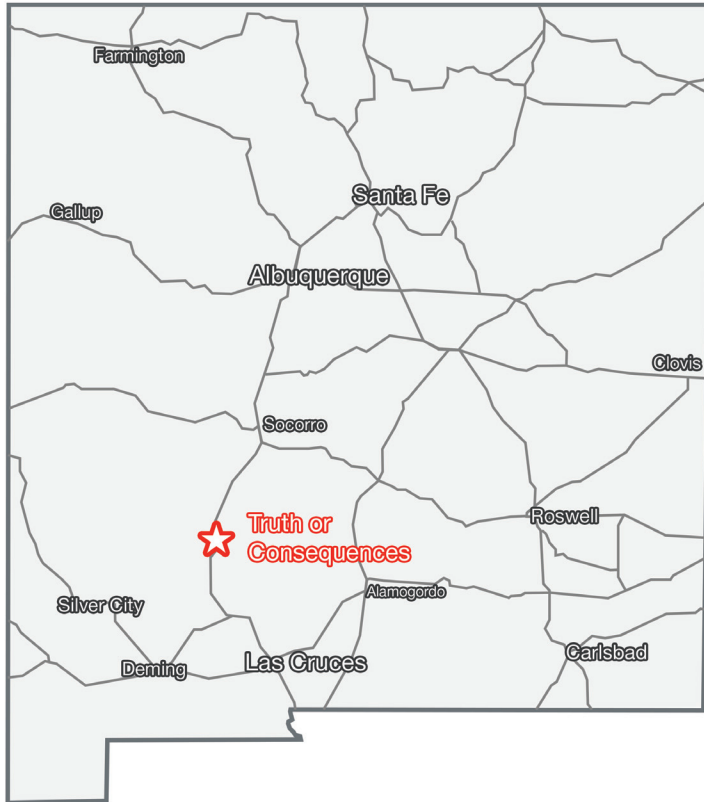 Farmington
Santa Fe
Gallup
Albuquerque
Clovis
Socorro
Truth or
Consequences
Roswell
Silver City
Alamogordo
Deming
Las Cruces
Carlsbad